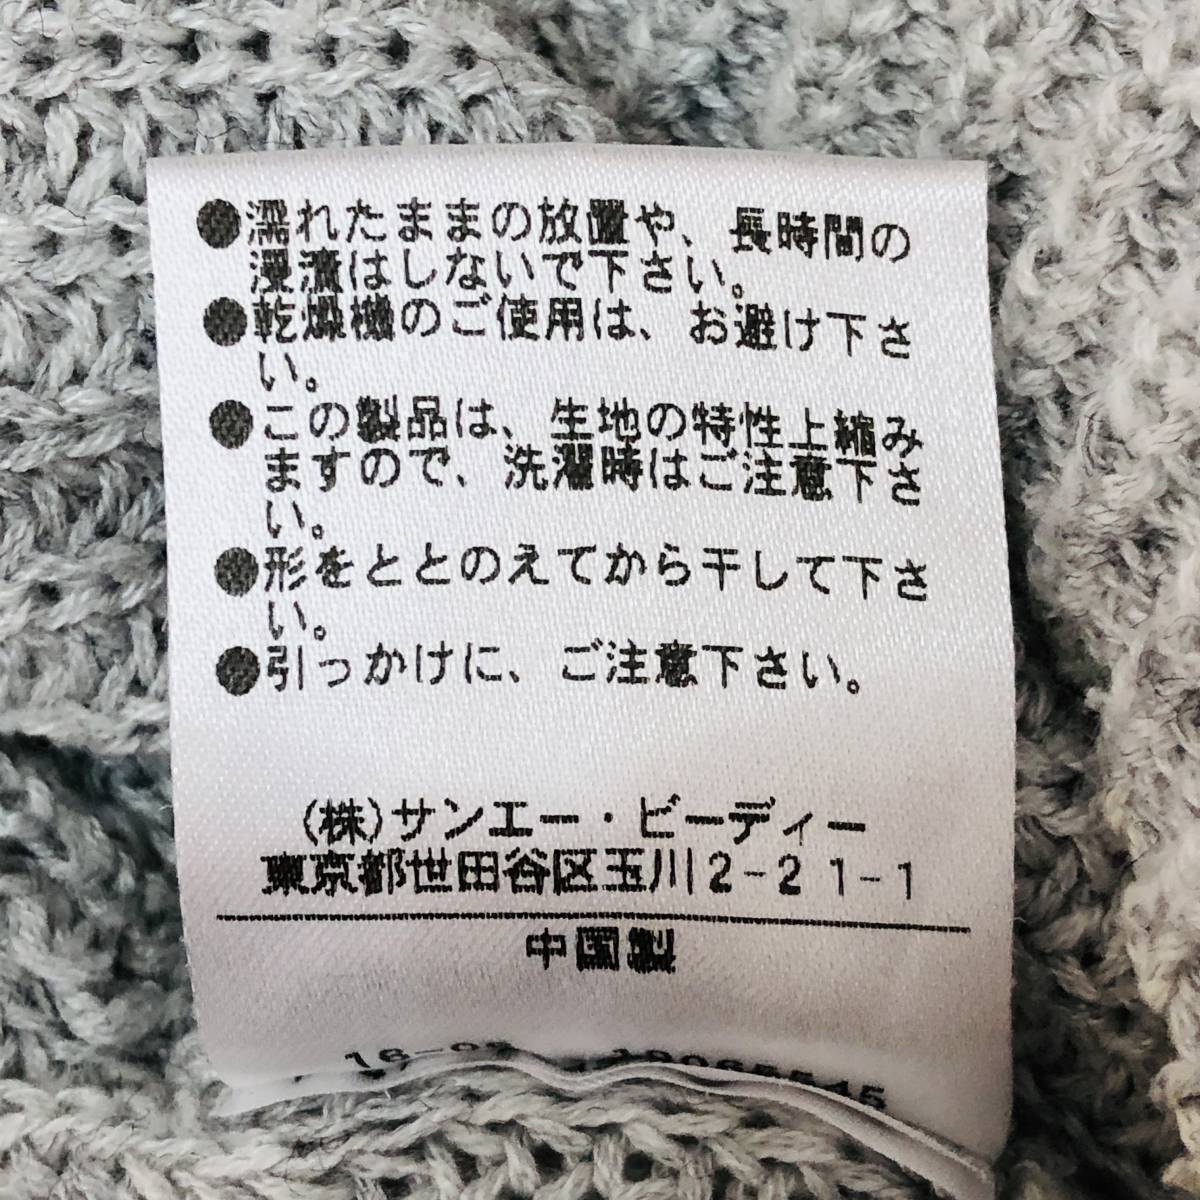 ●濡れたままの放置や、長時間の
浸漬はしないで下さい。
●乾燥機のご使用は、お避け下さ
い。
●この製品は、生地の特性上縮み
ますので、洗濯時はご注意下さ
い。
●形をととのえてから干して下さ
い。
●引っかけに、ご注意下さい。
(株)サンエー・ビーディー
東京都世田谷区玉川2-21-1
中国製